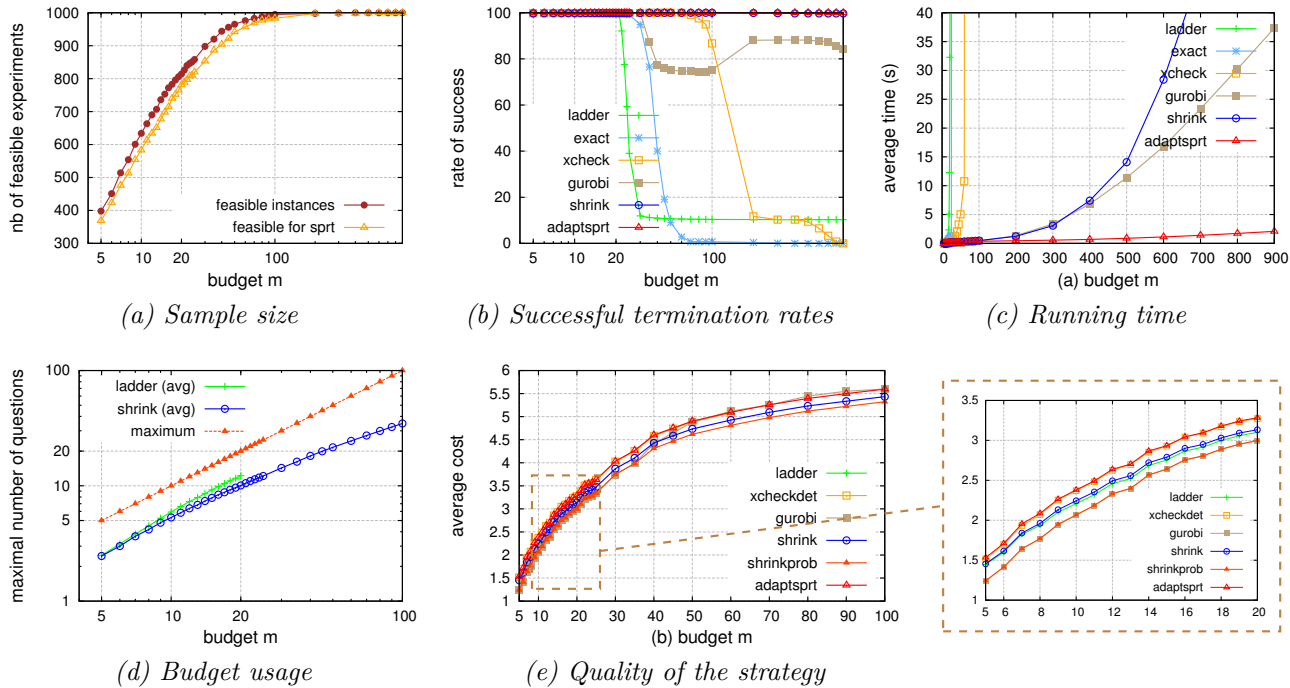 nb of feasible experiments
1000
900
800
700
600
500
400
300
5
10
20
100
feasible instances
feasible for sprt
budget m
(a) Sample size
rate of success
100
80
60
40
20
0
5
10
20
100
ladder
exact
xcheck
gurobi
shrink
adaptsprt
budget m
(b) Successful termination rates
average time (s)
40
35
30
25
20
15
10
5
0
0
100
200
300
400
500
600
700
800
900
ladder
exact
xcheck
gurobi
shrink
adaptsprt
(a) budget m
(c) Running time
maximal number of questions
100
20
10
5
1
5
10
20
100
ladder (avg)
shrink (avg)
maximum
budget m
(d) Budget usage
average cost
6
5.5
5
4.5
4
3.5
3
2.5
2
1.5
1
5
10
20
30
40
50
60
70
80
90
100
ladder
xcheckdet
gurobi
shrink
shrinkprob
adaptsprt
(b) budget m
(e) Quality of the strategy
3.5
3
2.5
2
1.5
1
5
6
8
10
12
14
16
18
20
ladder
xcheckdet
gurobi
shrink
shrinkprob
adaptsprt